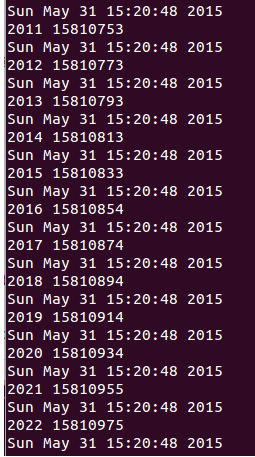 Sun May 31 15:20:48 2015
2011 15810753
Sun May 31 15:20:48 2015
2012 15810773
Sun May 31 15:20:48 2015
2013 15810793
Sun May 31 15:20:48 2015
2014 15810813
Sun May 31 15:20:48 2015
2015 15810833
Sun May 31 15:20:48 2015
2016 15810854
Sun May 31 15:20:48 2015
2017 15810874
Sun May 31 15:20:48 2015
2018 15810894
Sun May 31 15:20:48 2015
2019 15810914
Sun May 31 15:20:48 2015
2020 15810934
Sun May 31 15:20:48 2015
2021 15810955
Sun May 31 15:20:48 2015
2022 15810975
Sun May 31 15:20:48 2015